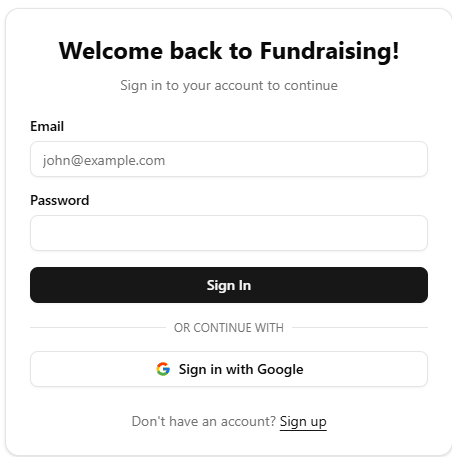 Welcome back to Fundraising!
Sign in to your account to continue
Email
john@example.com
Password
Sign In
OR CONTINUE WITH
Sign in with Google
Don't have an account? Sign up